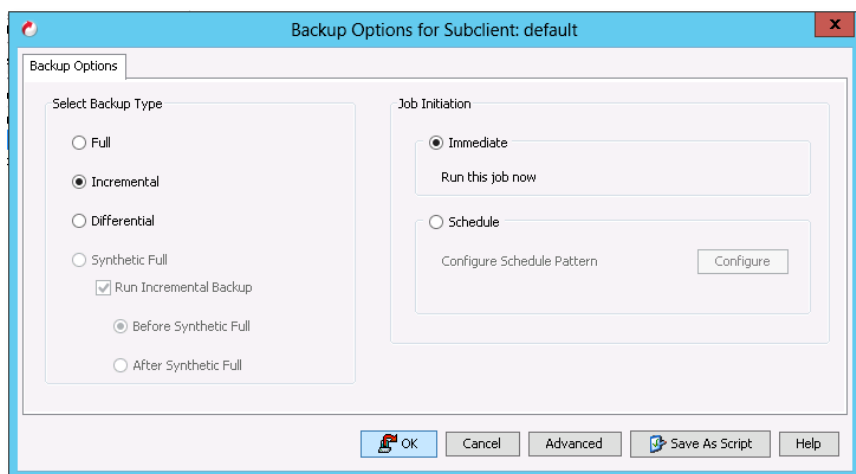 Backup Options for Subclient: default
x
Backup Options
Select Backup Type
Full
Incremental
Differential
Synthetic Full
Run Incremental Backup
Before Synthetic Full
After Synthetic Full
Job Initiation
Immediate
Run this job now
Schedule
Configure Schedule Pattern
Configure
OK
Cancel
Advanced
Save As Script
Help